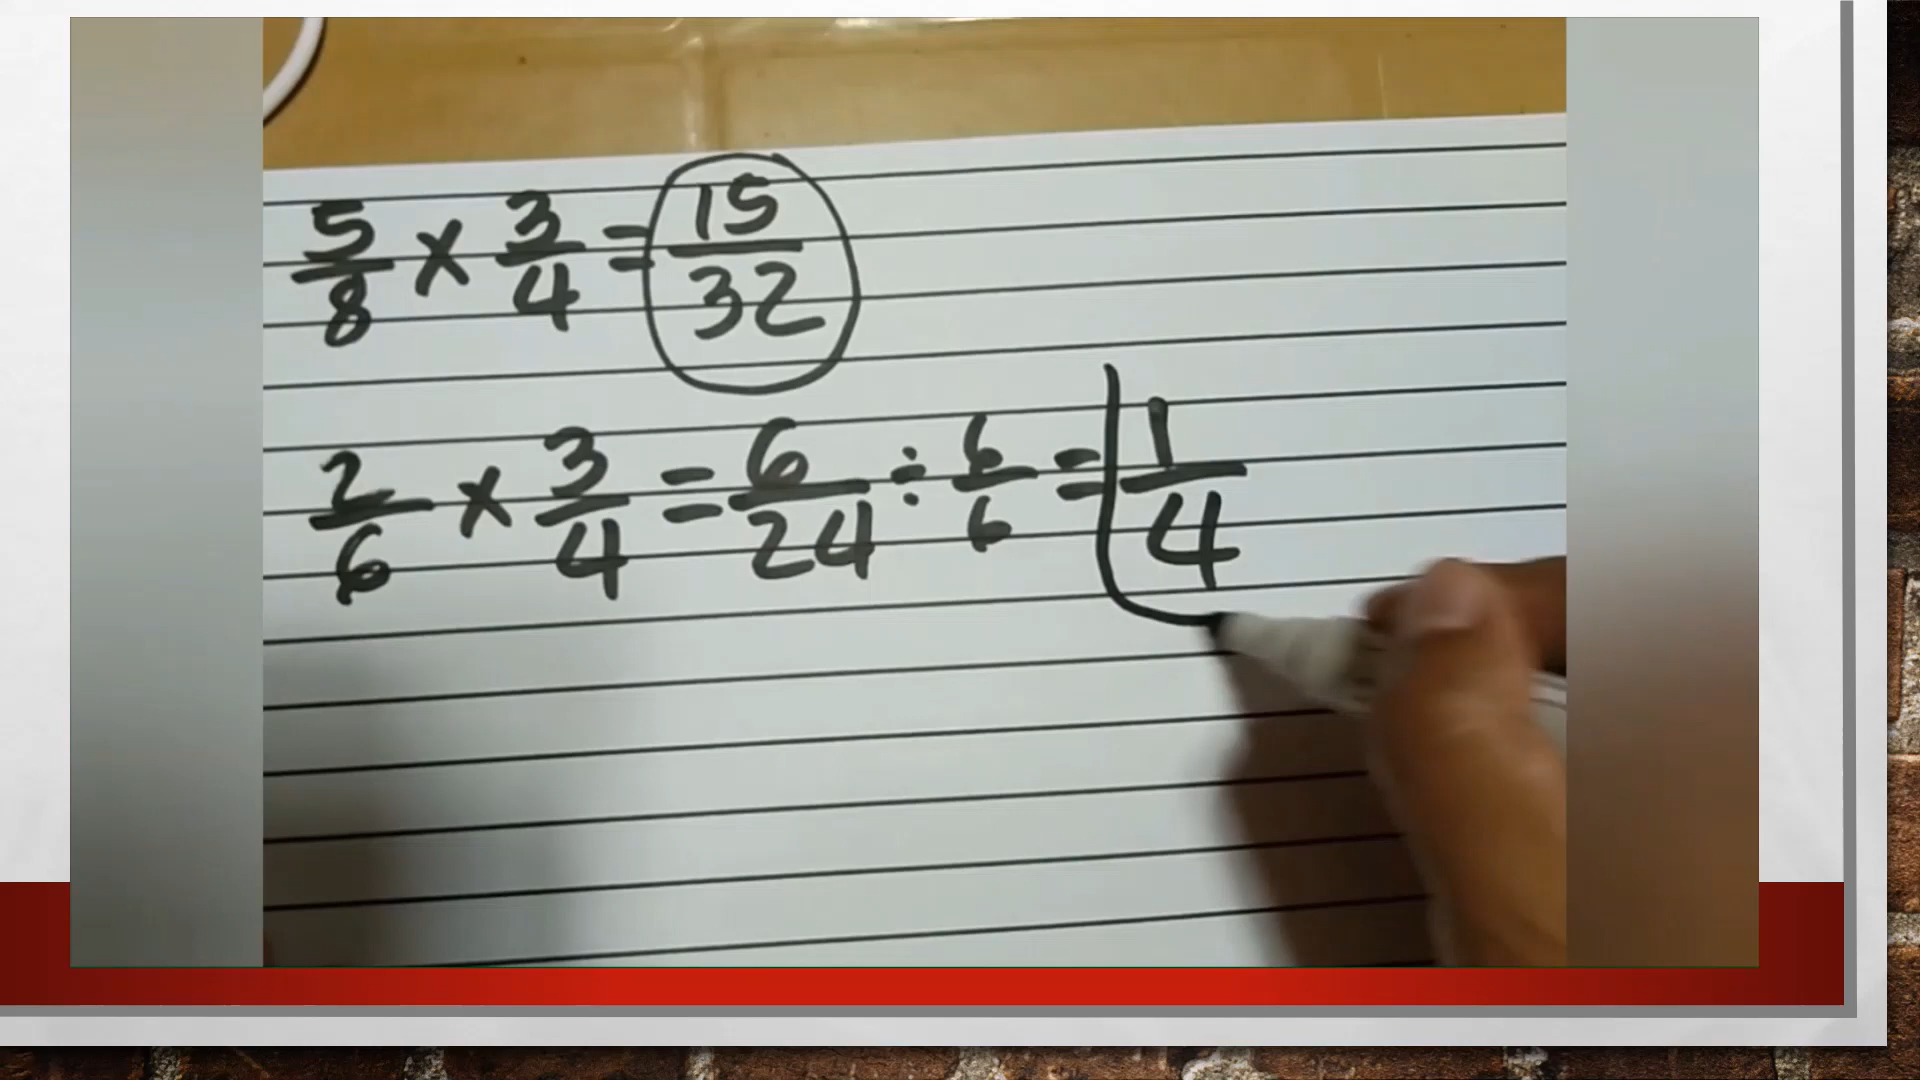 5/8 × 3/4 = 15/32
2/6 × 3/4 = 6/24 ÷ 6/6 = 1/4